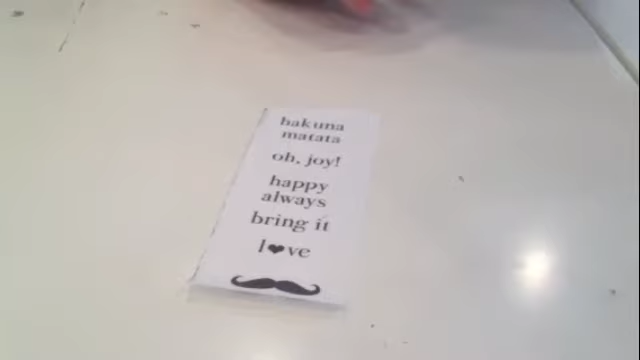 hakuna
matata
oh, joy!
happy
always
bring it
l❤ve